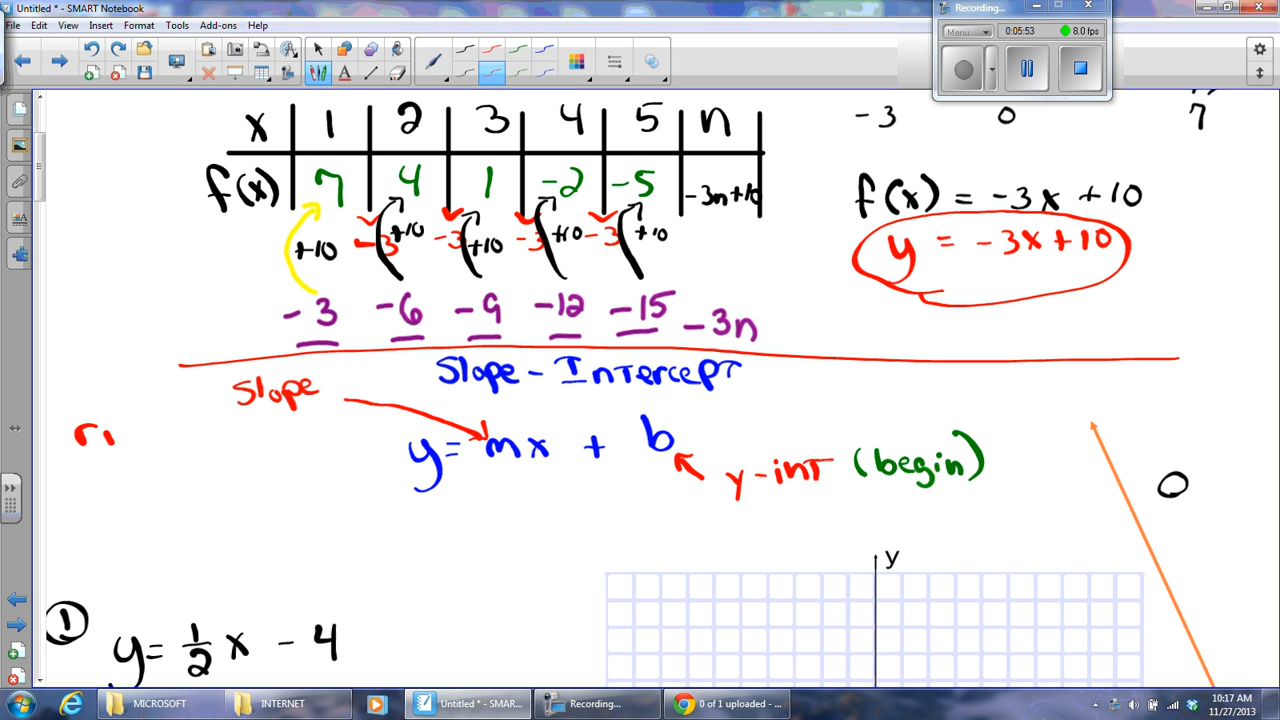 Untitled * - SMART Notebook
Recording...
File Edit View Insert Format Tools Add-ons Help
Menu 0:05:53 8.0 fps
x 1 2 3 4 5 n
-3 0 7
f(x) 7 4 1 -2 -5 -3n+10
f(x) = -3x +10
+10 -3 +10 -3 +10 -3 +10 -3 +10
y = -3x+10
-3 -6 -9 -12 -15 -3n
Slope - Intercept
Slope
y = mx + b
y-int (begin)
O
y
1
y= 1/2 x - 4
MICROSOFT INTERNET Untitled * - SMAR... Recording... 0 of 1 uploaded - ...
10:17 AM
11/27/2013